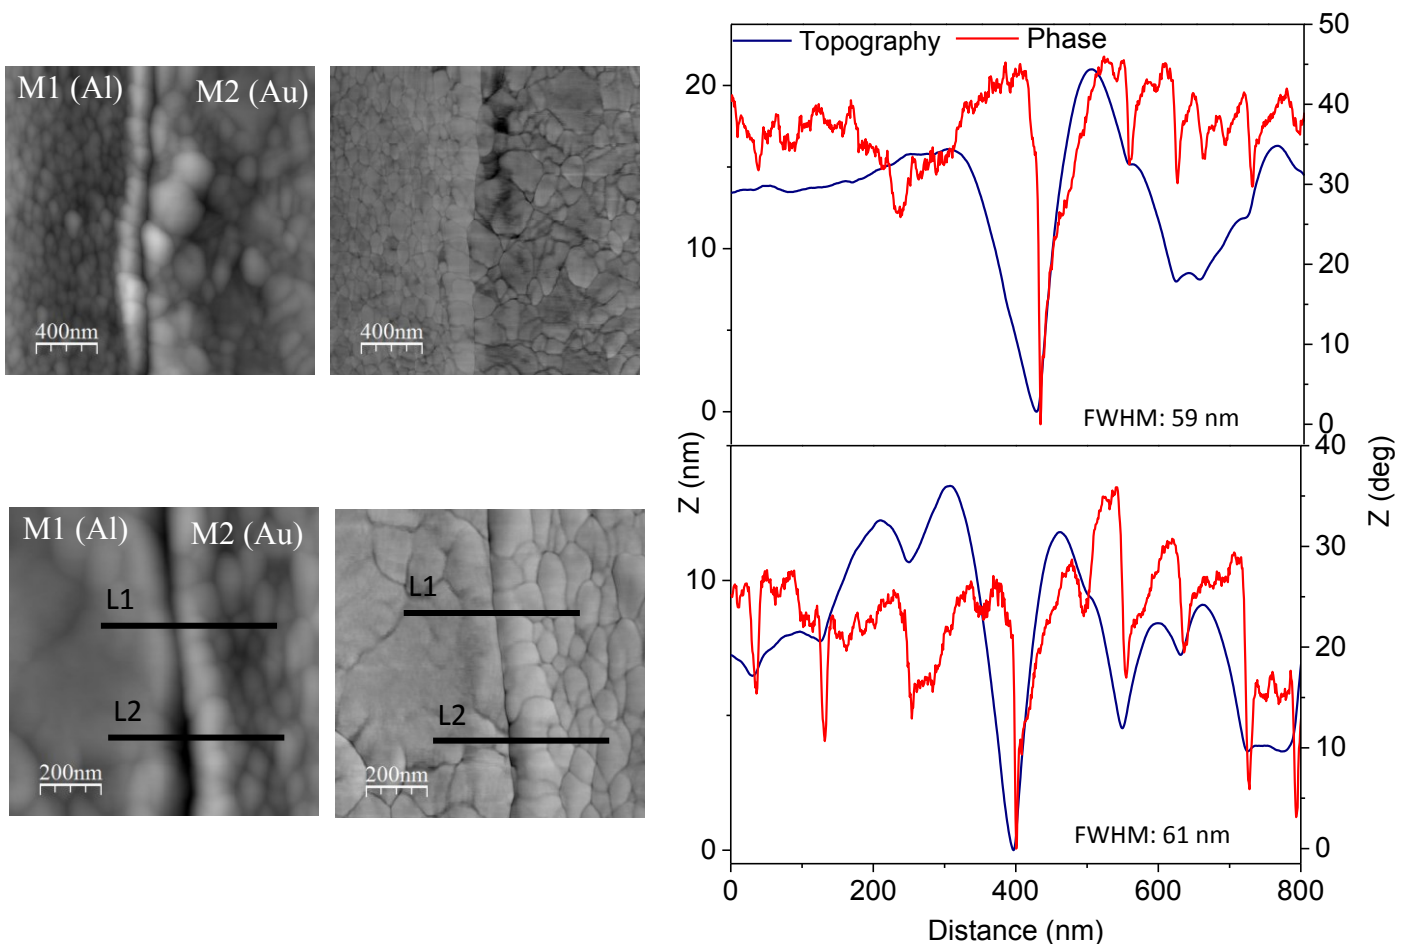 M1 (Al) M2 (Au)
400nm
400nm
Topography Phase
50
40
30
20
10
0
20
10
0
FWHM: 59 nm
Z (nm)
Z (deg)
M1 (Al) M2 (Au)
L1
L2
200nm
L1
L2
200nm
40
30
20
10
0
10
0
FWHM: 61 nm
0 200 400 600 800
Distance (nm)